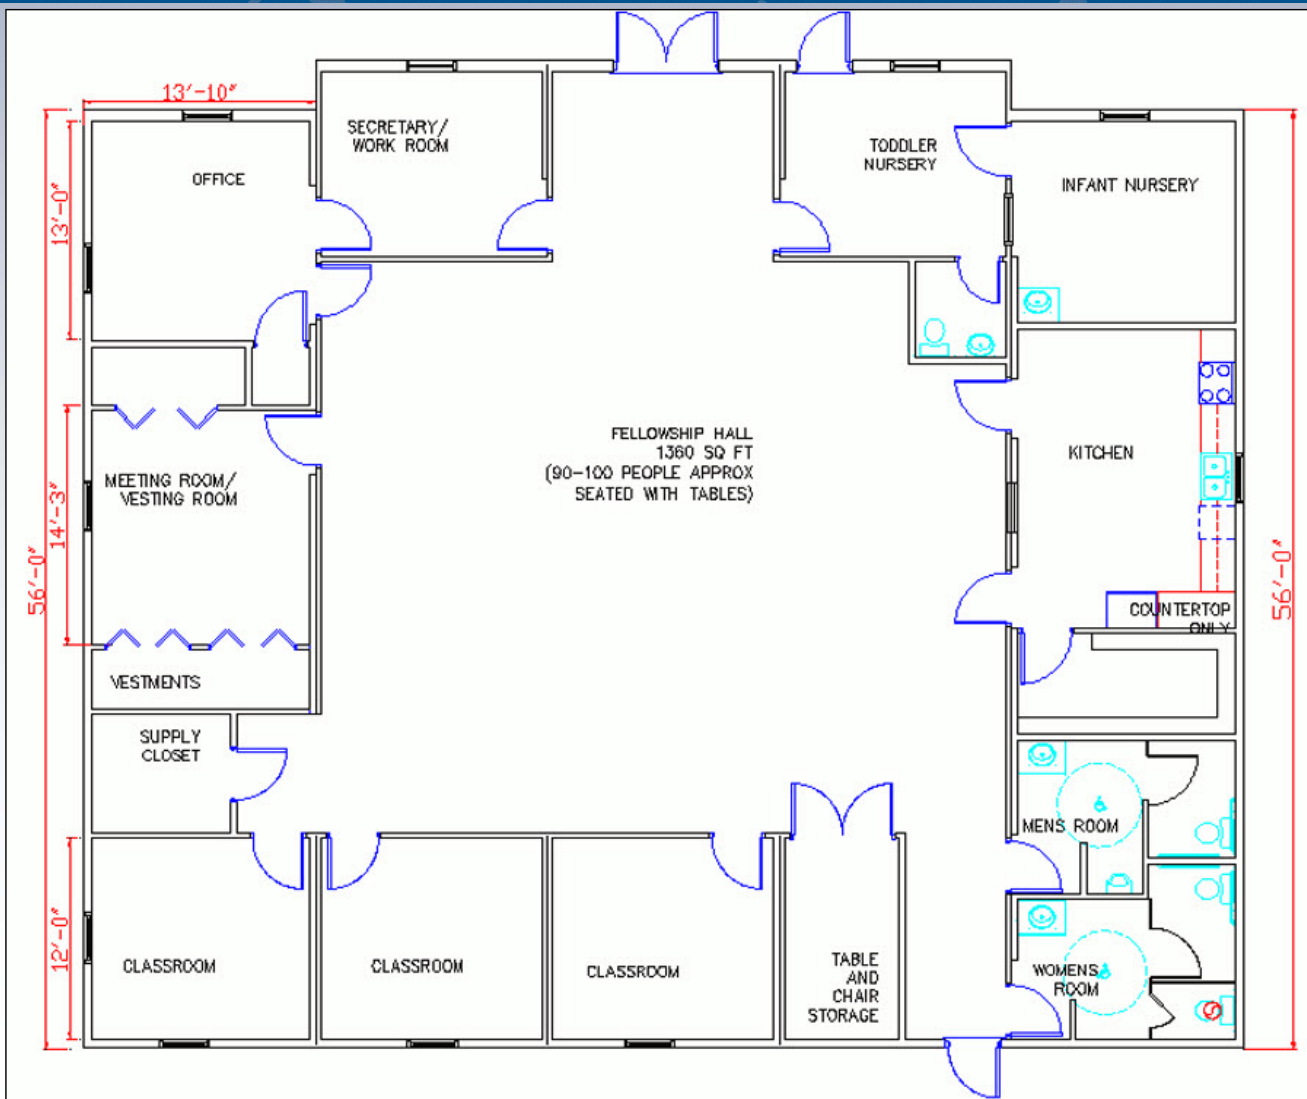 13'-10"
SECRETARY/
WORK ROOM
TODDLER
NURSERY
OFFICE
INFANT NURSERY
13'-0"
FELLOWSHIP HALL
1360 SQ FT
(90-100 PEOPLE APPROX
SEATED WITH TABLES)
KITCHEN
MEETING ROOM/
VESTING ROOM
14'-3"
56'-0"
56'-0"
COUNTERTOP
ONLY
VESTMENTS
SUPPLY
CLOSET
MENS ROOM
12'-0"
CLASSROOM
CLASSROOM
CLASSROOM
TABLE
AND
CHAIR
STORAGE
WOMENS
ROOM